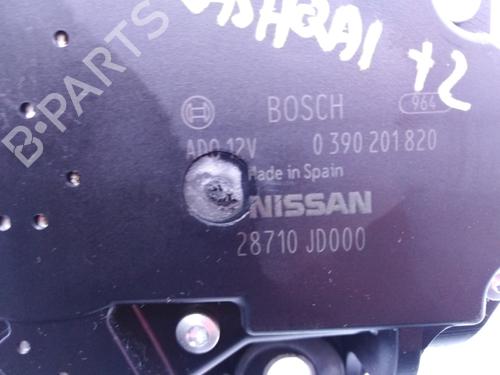 QASHQAI +2
BOSCH 964
ADO 12V 0 390 201 820
Made in Spain
NISSAN
28710 JD000
B-PARTS